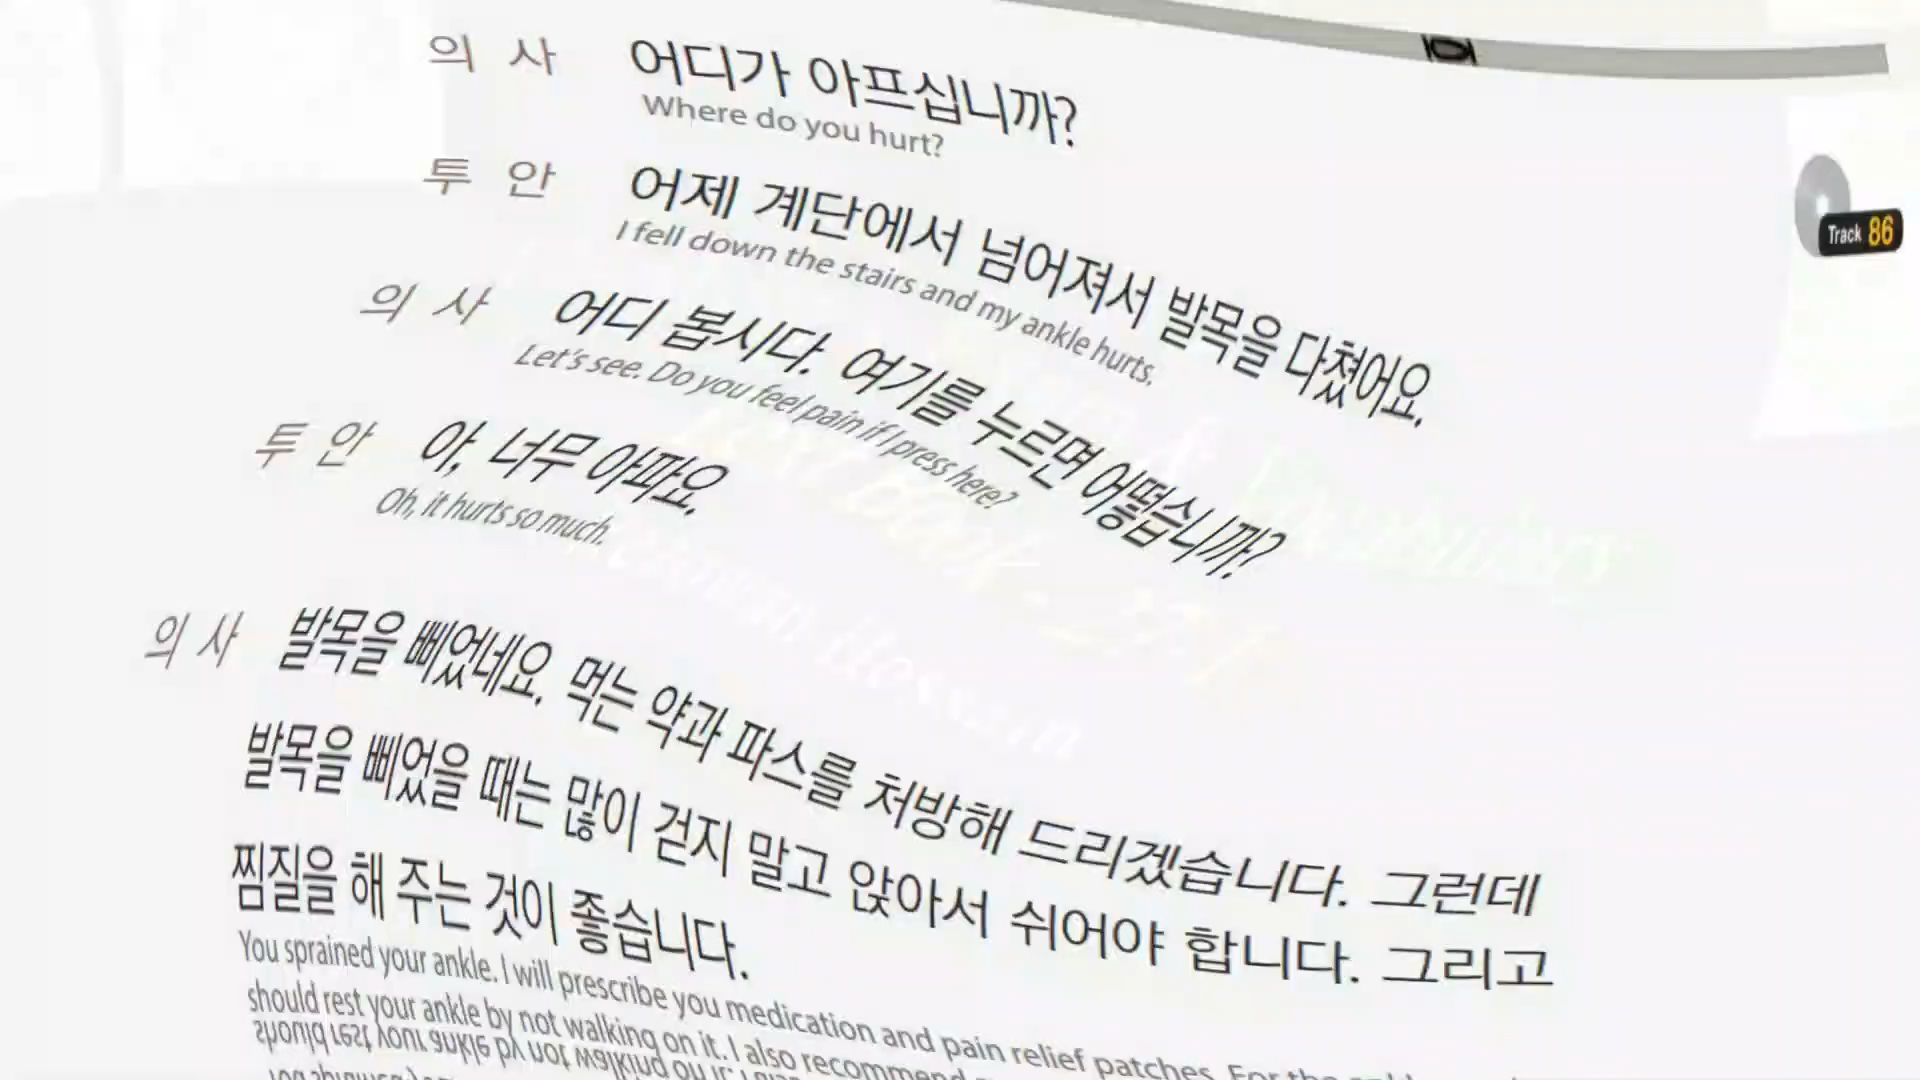 의 사 어디가 아프십니까?
Where do you hurt?
Track 86
투 안 어제 계단에서 넘어져서 발목을 다쳤어요.
I fell down the stairs and my ankle hurts.
의 사 어디 봅시다. 여기를 누르면 어떻습니까?
Let's see. Do you feel pain if I press here?
투 안 아, 너무 아파요.
Oh, it hurts so much.
의 사 발목을 삐었네요. 먹는 약과 파스를 처방해 드리겠습니다. 그런데
발목을 삐었을 때는 많이 걷지 말고 앉아서 쉬어야 합니다. 그리고
찜질을 해 주는 것이 좋습니다.
You sprained your ankle. I will prescribe you medication and pain relief patches. For the
should rest your ankle by not walking on it. I also recommend